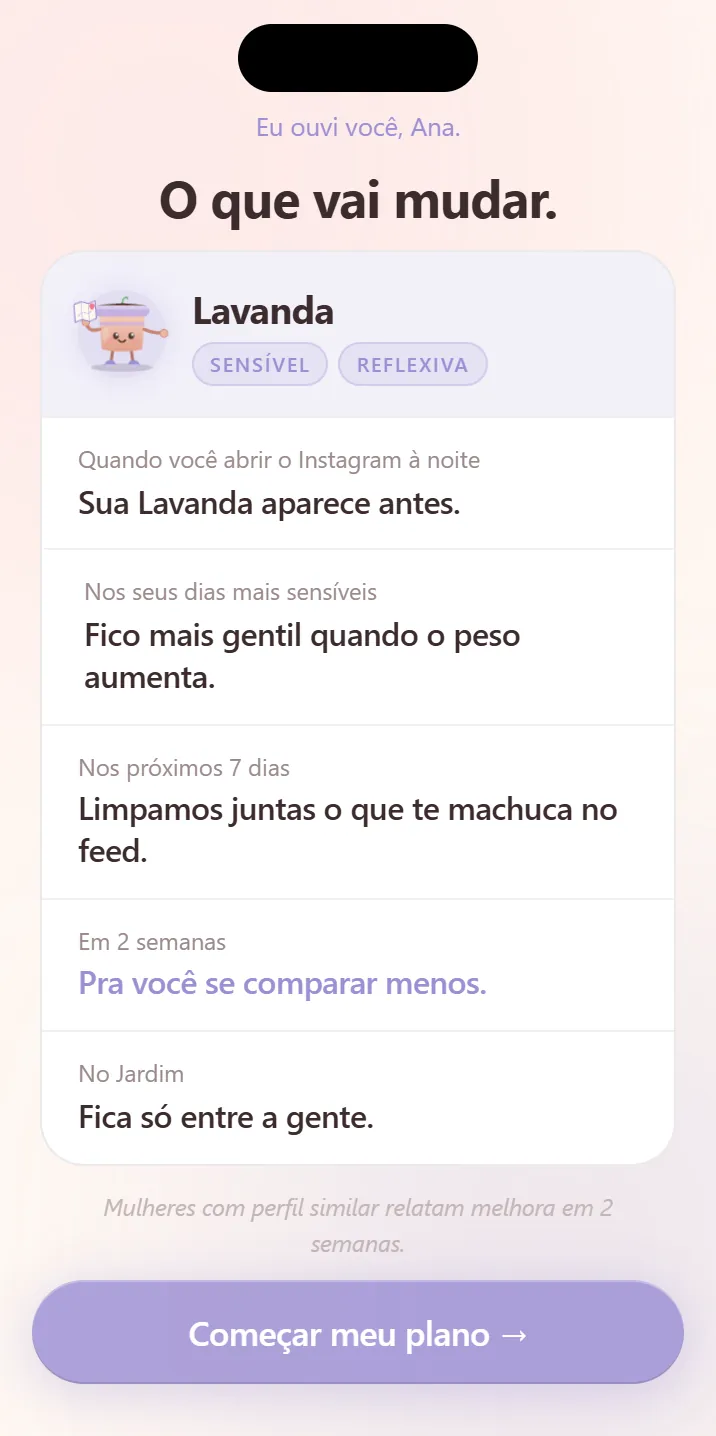 Eu ouvi você, Ana.
O que vai mudar.
Lavanda
SENSÍVEL REFLEXIVA
Quando você abrir o Instagram à noite
Sua Lavanda aparece antes.
Nos seus dias mais sensíveis
Fico mais gentil quando o peso
aumenta.
Nos próximos 7 dias
Limpamos juntas o que te machuca no
feed.
Em 2 semanas
Pra você se comparar menos.
No Jardim
Fica só entre a gente.
Mulheres com perfil similar relatam melhora em 2
semanas.
Começar meu plano →